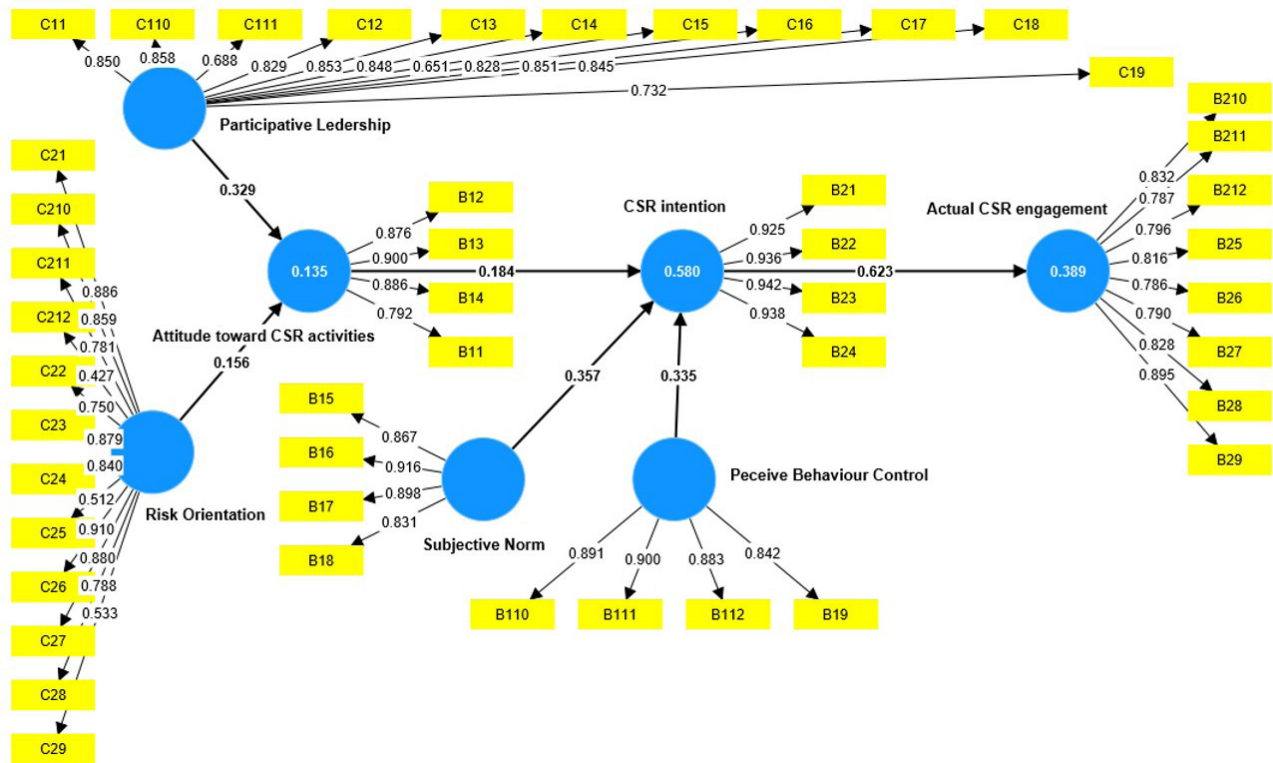 C11 C110 C111 C12 C13 C14 C15 C16 C17 C18
0.850 0.858 0.688 0.829 0.853 0.848 0.651 0.828 0.851 0.845
C19
0.732
Participative Ledership
B210
B211
B212
B25
B26
B27
B28
B29
0.832
0.787
0.796
0.816
0.786
0.790
0.828
0.895
Actual CSR engagement
0.389
C21
C210
C211
C212
C22
C23
C24
C25
C26
C27
C28
C29
0.886
0.859
0.781
0.427
0.750
0.879
0.840
0.512
0.910
0.880
0.788
0.533
Risk Orientation
0.329
0.156
0.135
Attitude toward CSR activities
B12
B13
B14
B11
0.876
0.900
0.886
0.792
0.184
CSR intention
0.580
B21
B22
B23
B24
0.925
0.936
0.942
0.938
0.623
0.357
0.335
B15
B16
B17
B18
0.867
0.916
0.898
0.831
Subjective Norm
Peceive Behaviour Control
0.891 0.900 0.883 0.842
B110 B111 B112 B19